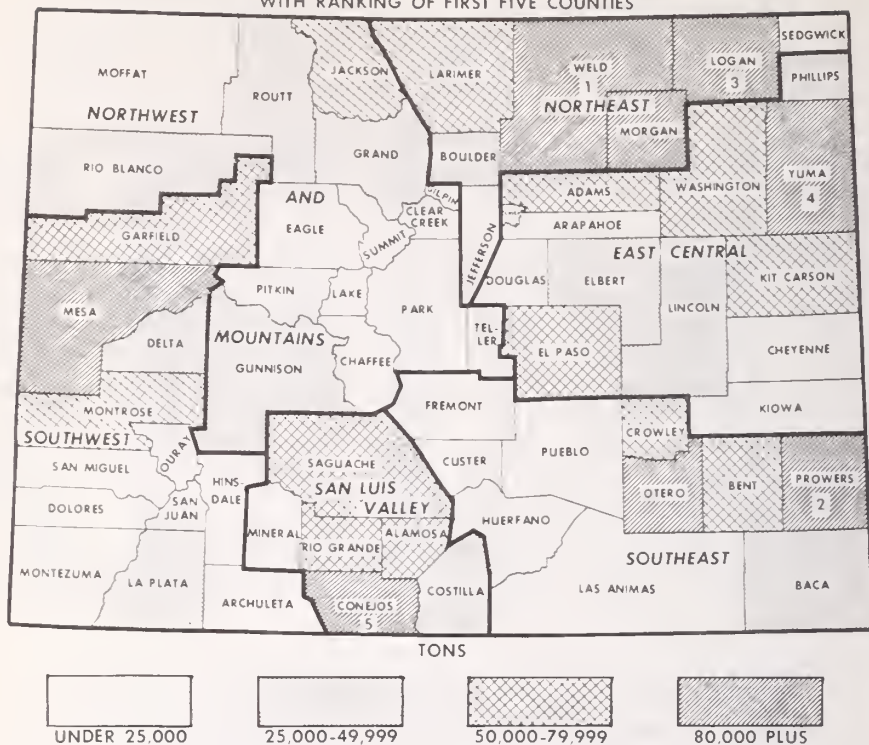 WITH RANKING OF FIRST FIVE COUNTIES
SEDGWICK
MOFFAT
ROUTT
JACKSON
LARIMER
WELD
1
LOGAN
3
PHILLIPS
NORTHWEST
NORTHEAST
MORGAN
GRAND
BOULDER
RIO BLANCO
YUMA
4
WASHINGTON
ADAMS
GILPIN
CLEAR
CREEK
ARAPAHOE
AND
EAGLE
SUMMIT
JEFFERSON
GARFIELD
EAST CENTRAL
DOUGLAS
ELBERT
KIT CARSON
MESA
PITKIN
LAKE
PARK
LINCOLN
DELTA
MOUNTAINS
TEL-
LER
EL PASO
CHEYENNE
GUNNISON
CHAFFEE
MONTROSE
FREMONT
KIOWA
SOUTHWEST
OURAY
CROWLEY
SAN MIGUEL
SAGUACHE
CUSTER
PUEBLO
HINS-
DALE
SAN LUIS
VALLEY
OTERO
BENT
PROWERS
2
DOLORES
SAN
JUAN
MINERAL
RIO GRANDE
ALAMOSA
HUERFANO
SOUTHEAST
MONTEZUMA
LA PLATA
ARCHULETA
CONEJOS
5
COSTILLA
LAS ANIMAS
BACA
TONS
UNDER 25,000
25,000-49,999
50,000-79,999
80,000 PLUS